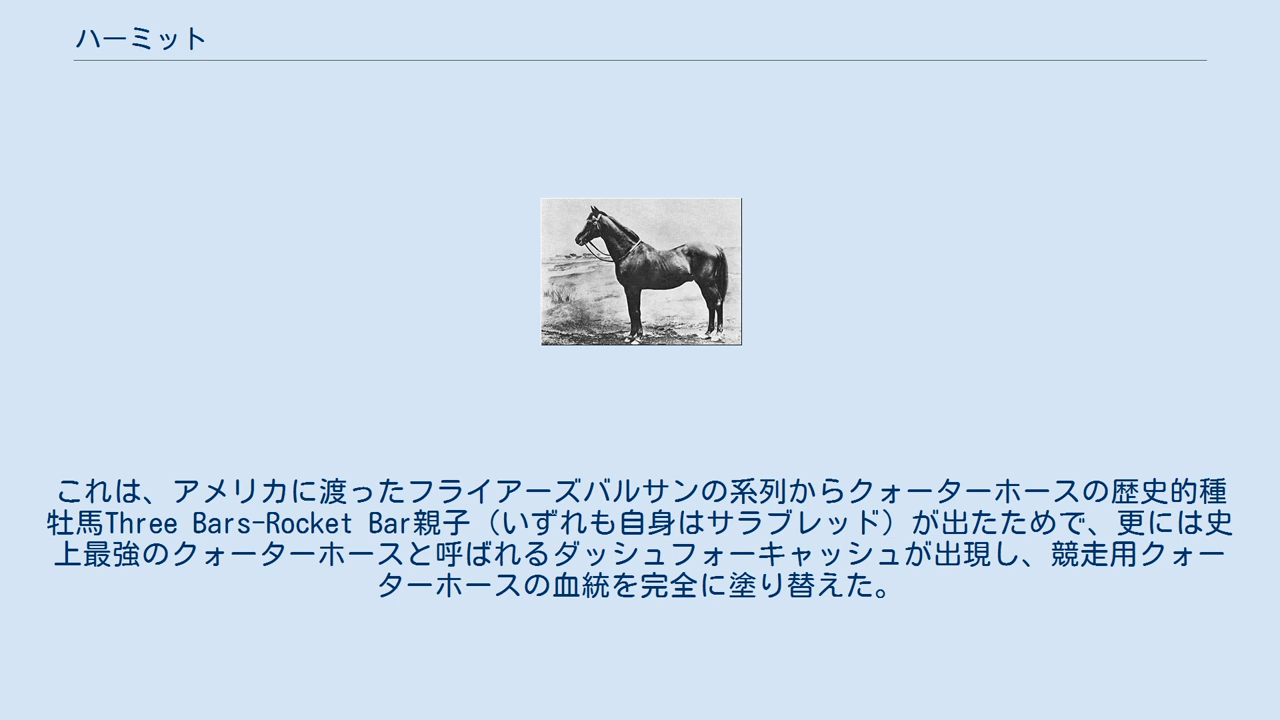 ハーミット
これは、アメリカに渡ったフライアーズバルサンの系列からクォーターホースの歴史的種
牡馬Three Bars-Rocket Bar親子（いずれも自身はサラブレッド）が出たためで、更には史
上最強のクォーターホースと呼ばれるダッシュフォーキャッシュが出現し、競走用クォー
ターホースの血統を完全に塗り替えた。